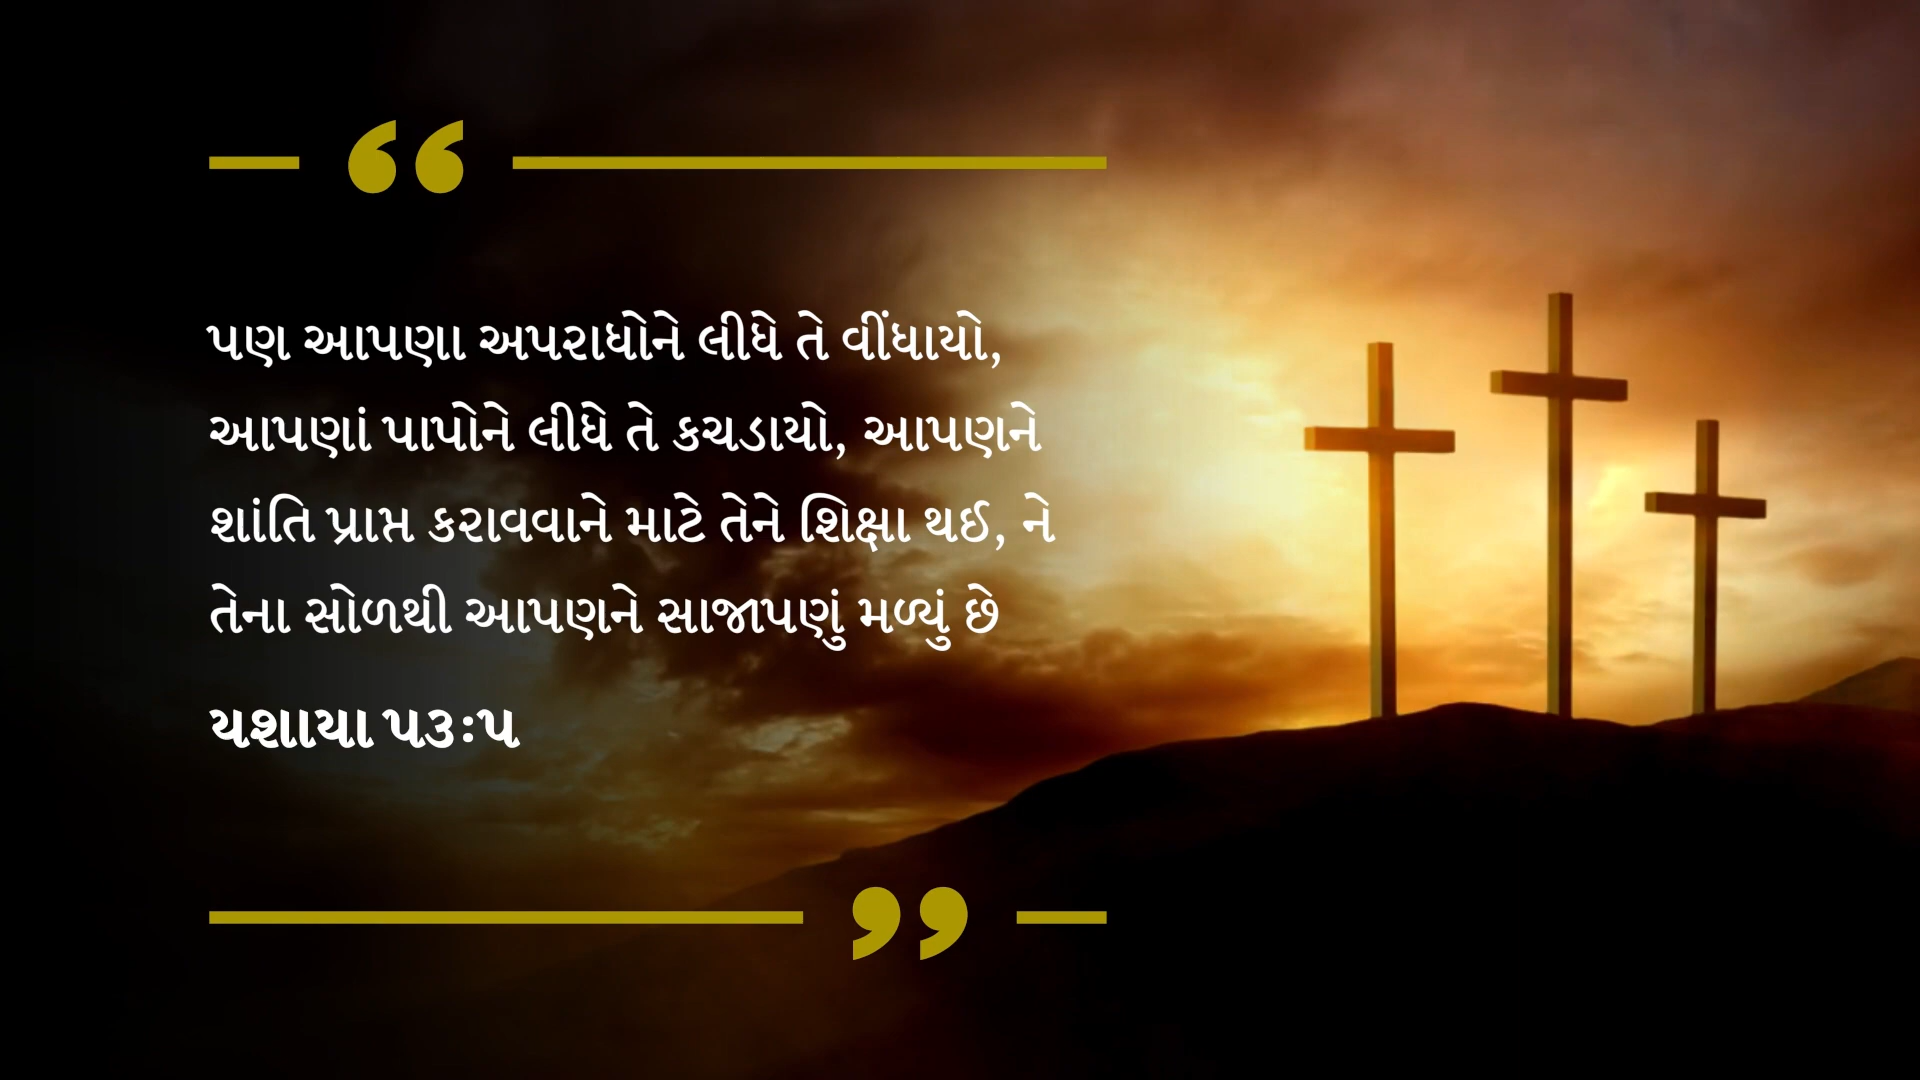 પણ આપણા અપરાધોને લીધે તે વીંધાયો,
આપણાં પાપોને લીધે તે કચડાયો, આપણને
શાંતિ પ્રાપ્ત કરાવવાને માટે તેને શિક્ષા થઈ, ને
તેના સોળથી આપણને સાજાપણું મળ્યું છે
યશાયા ૫૩ઃ૫